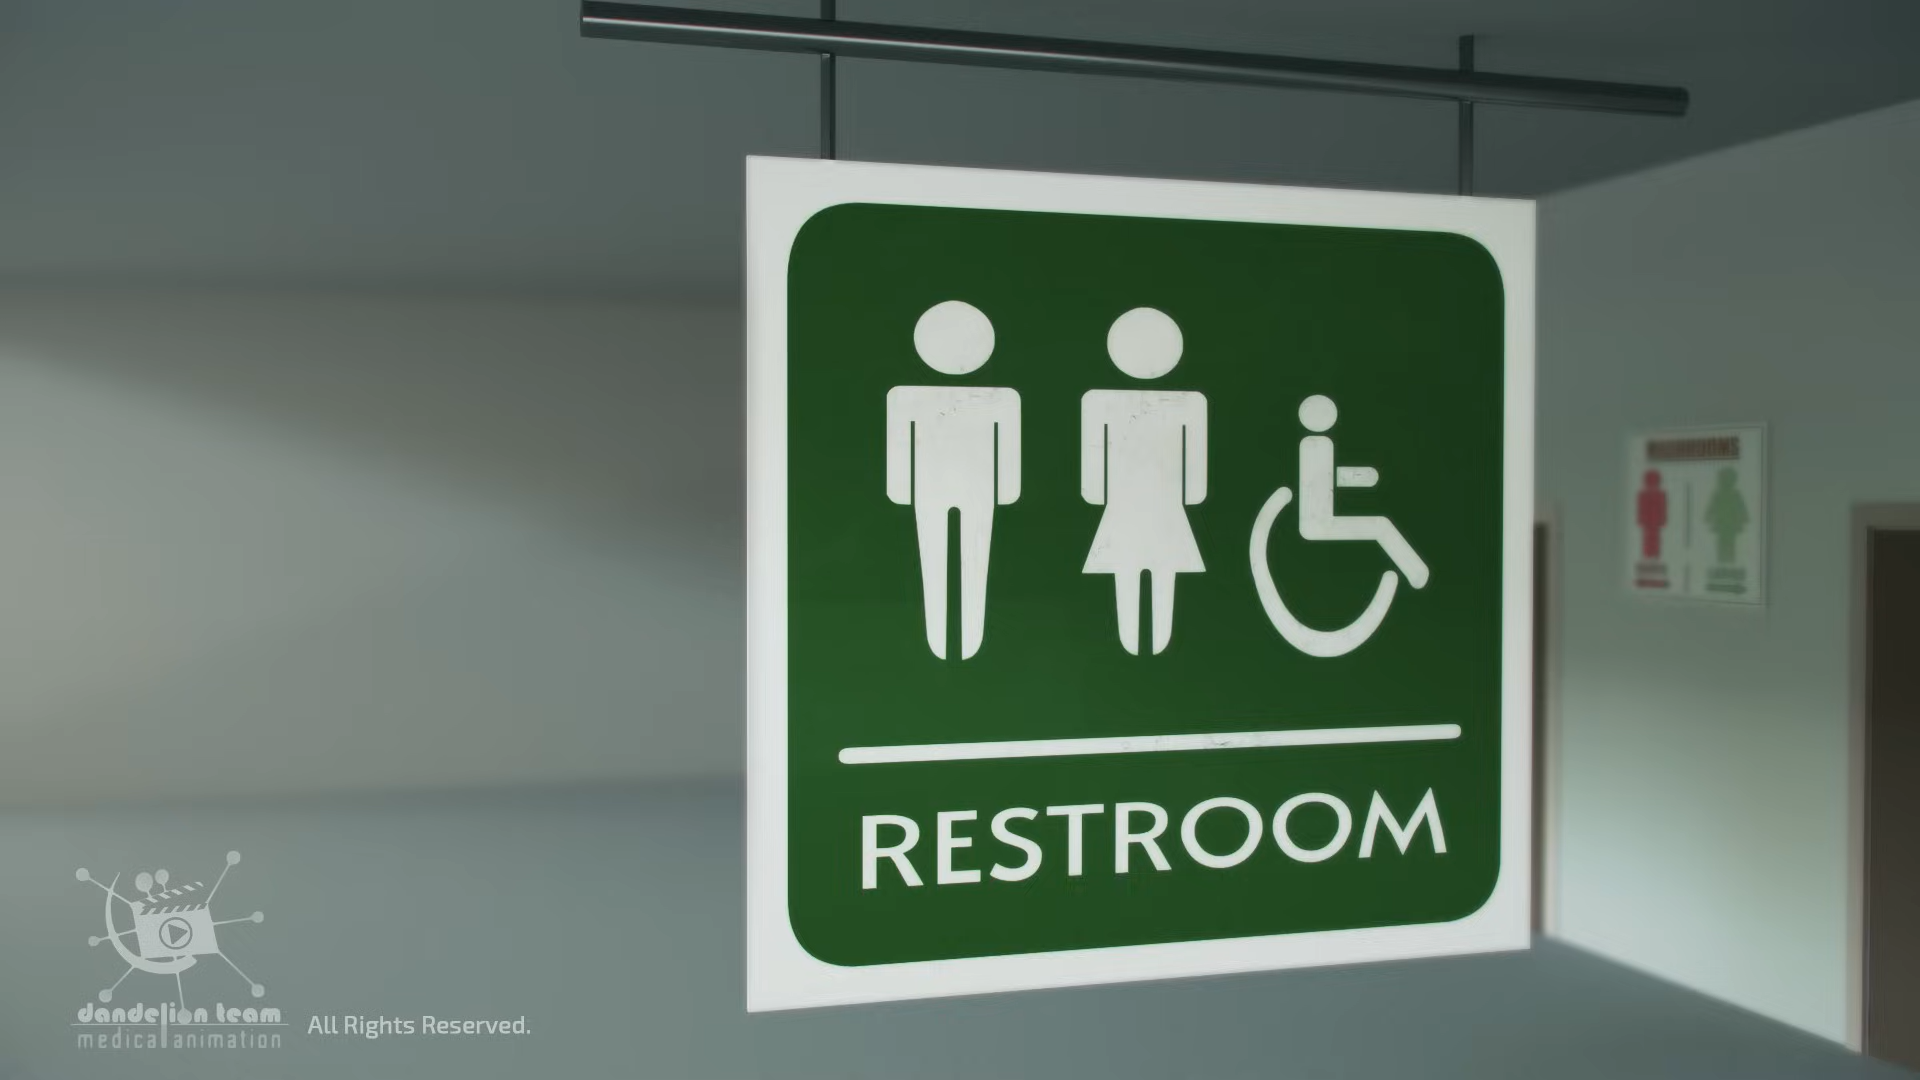 RESTROOM
dandelion team
medical animation
All Rights Reserved.